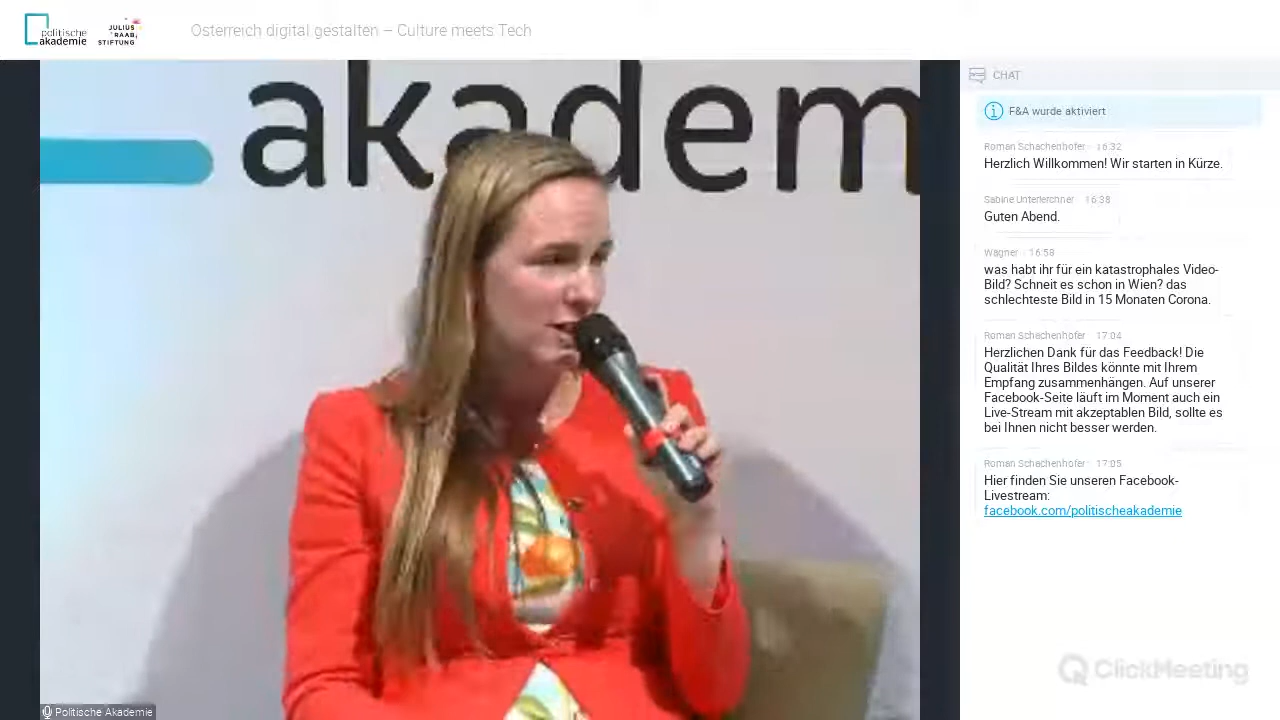 politische
akademie
JULIUS
RAAB
STIFTUNG
Österreich digital gestalten – Culture meets Tech
akadem
Politische Akademie
CHAT
F&A wurde aktiviert
Roman Schachenhofer 16:32
Herzlich Willkommen! Wir starten in Kürze.
Sabine Unterlerchner 16:38
Guten Abend.
Wagner 16:58
was habt ihr für ein katastrophales Video-
Bild? Schneit es schon in Wien? das
schlechteste Bild in 15 Monaten Corona.
Roman Schachenhofer 17:04
Herzlichen Dank für das Feedback! Die
Qualität Ihres Bildes könnte mit Ihrem
Empfang zusammenhängen. Auf unserer
Facebook-Seite läuft im Moment auch ein
Live-Stream mit akzeptablen Bild, sollte es
bei Ihnen nicht besser werden.
Roman Schachenhofer 17:05
Hier finden Sie unseren Facebook-
Livestream:
facebook.com/politischeakademie
ClickMeeting